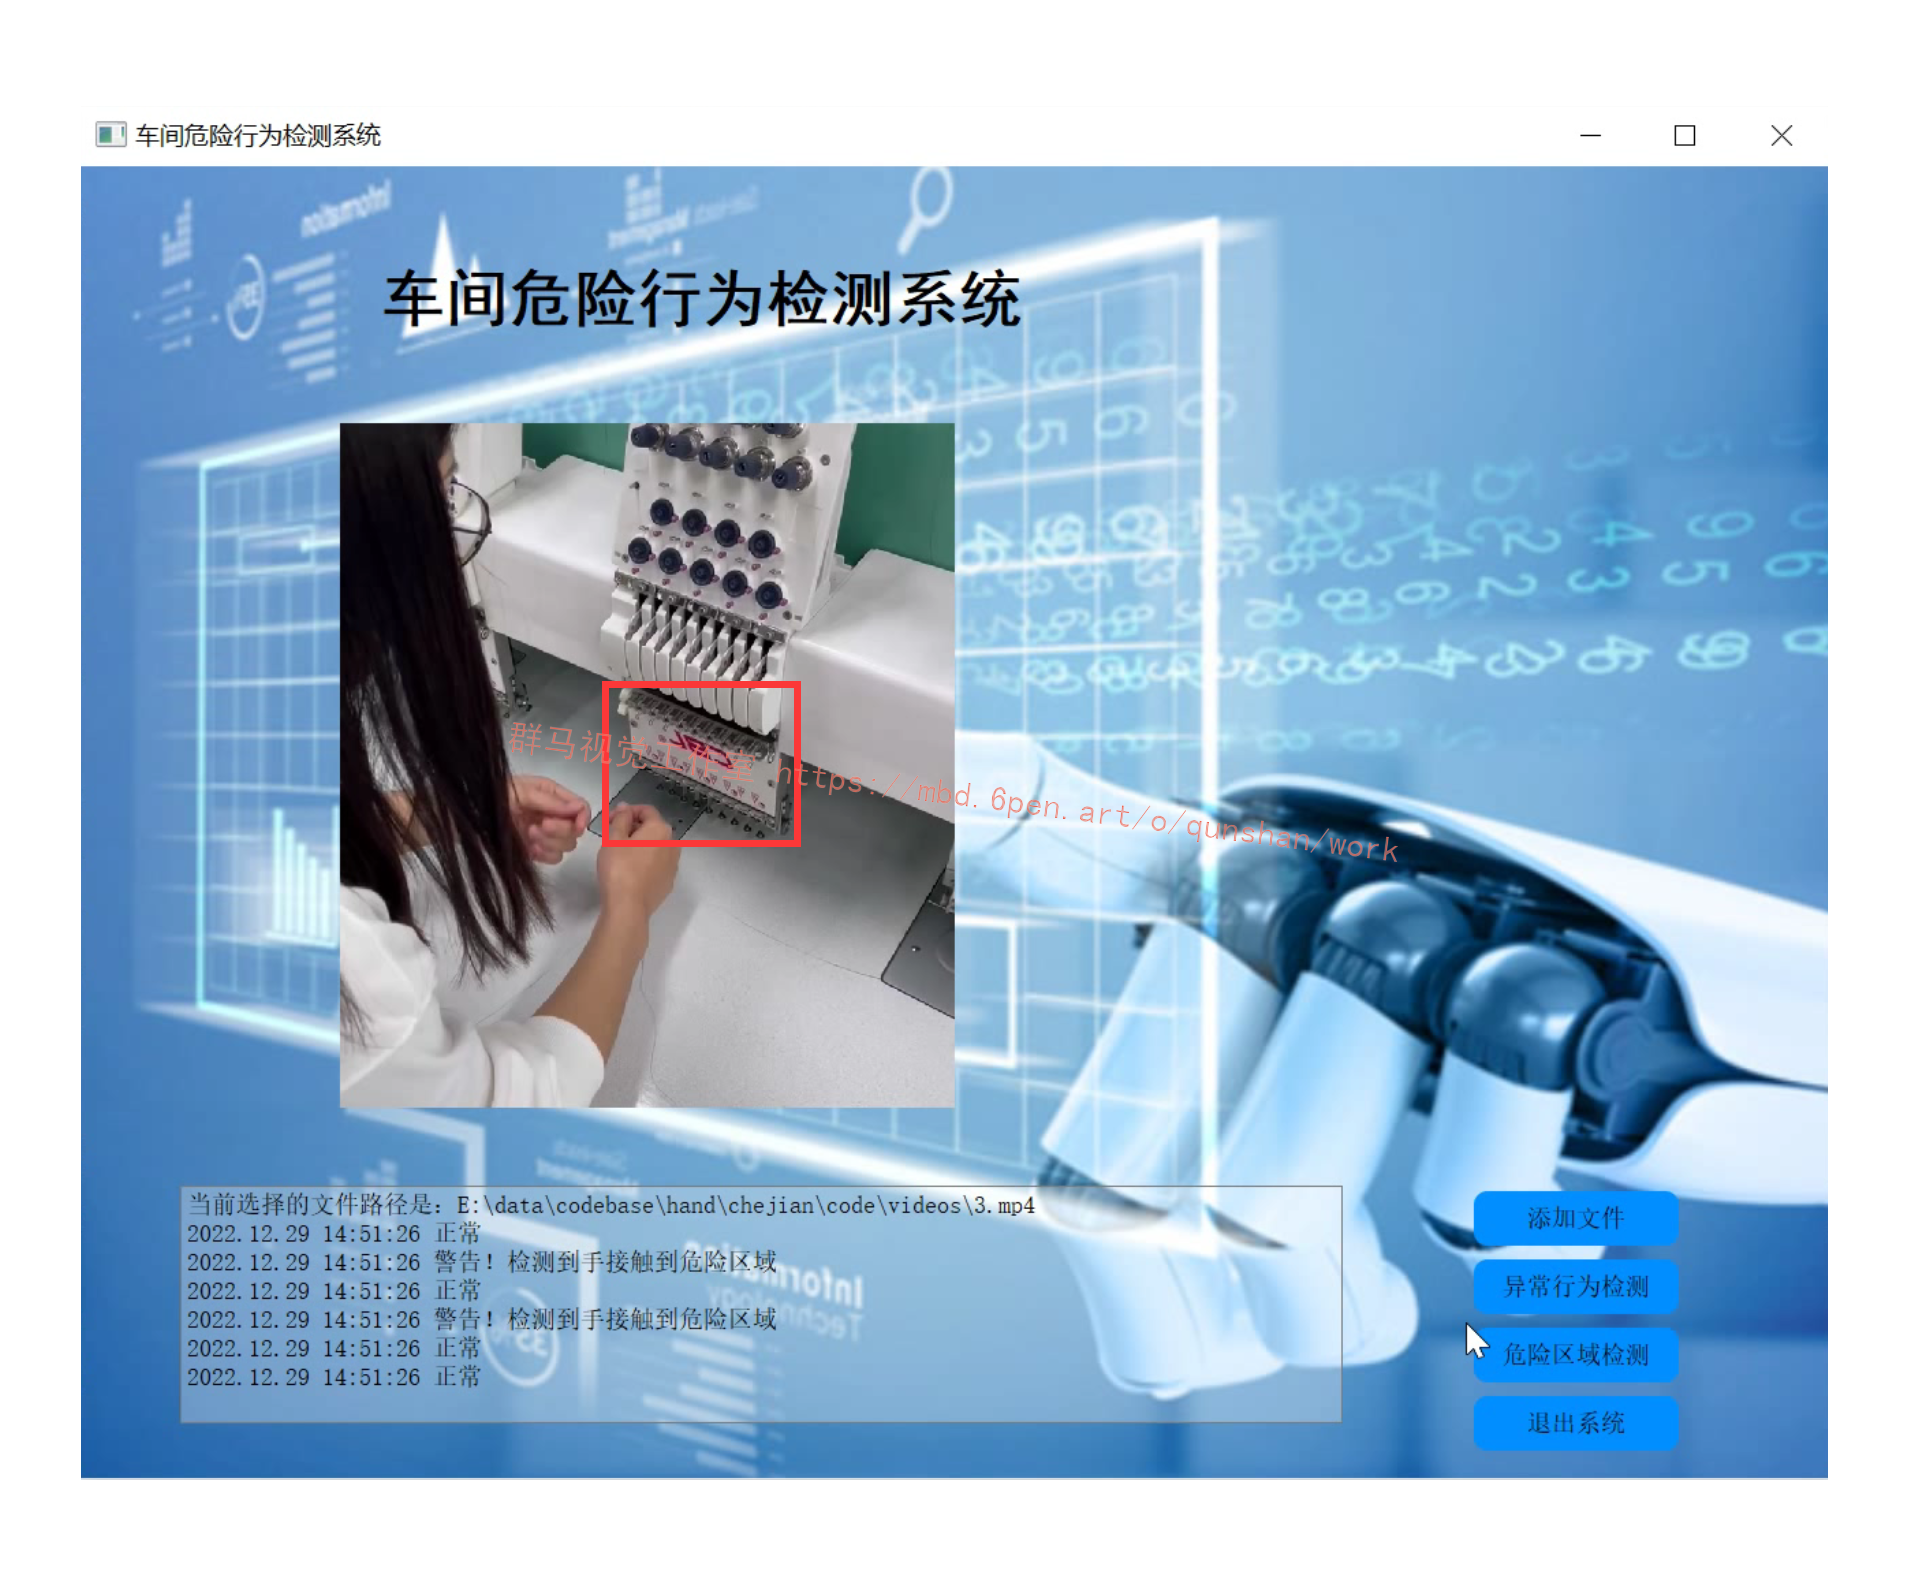 车间危险行为检测系统
车间危险行为检测系统
群马视觉工作室 https://mbd.6pen.art/o/qunshan/work
当前选择的文件路径是：E:\data\codebase\hand\chejian\code\videos\3.mp4
2022.12.29 14:51:26 正常
2022.12.29 14:51:26 警告！检测到手接触到危险区域
2022.12.29 14:51:26 正常
2022.12.29 14:51:26 警告！检测到手接触到危险区域
2022.12.29 14:51:26 正常
2022.12.29 14:51:26 正常
添加文件
异常行为检测
危险区域检测
退出系统
Information
Technology